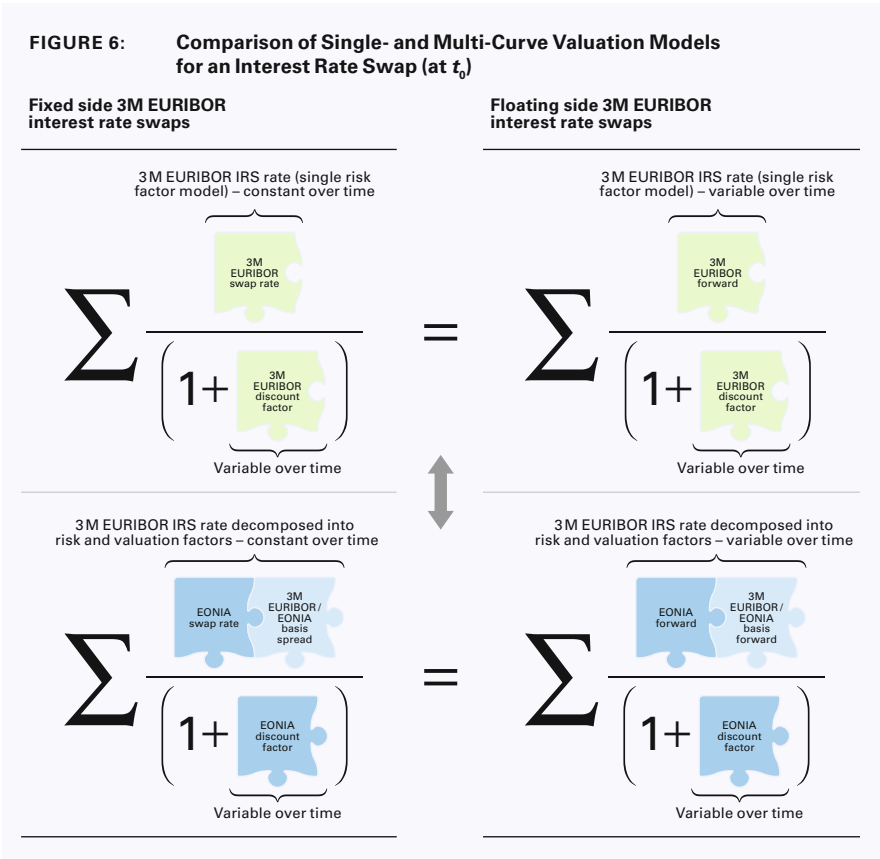 FIGURE 6: Comparison of Single- and Multi-Curve Valuation Models
for an Interest Rate Swap (at t0)
Fixed side 3M EURIBOR
interest rate swaps
3M EURIBOR IRS rate (single risk
factor model) – constant over time
3M
EURIBOR
swap rate
∑
(1+
3M
EURIBOR
discount
factor
)
Variable over time
=
Floating side 3M EURIBOR
interest rate swaps
3M EURIBOR IRS rate (single risk
factor model) – variable over time
3M
EURIBOR
forward
∑
(1+
3M
EURIBOR
discount
factor
)
Variable over time
3M EURIBOR IRS rate decomposed into
risk and valuation factors – constant over time
EONIA
swap rate
3M
EURIBOR/
EONIA
basis
spread
∑
(1+
EONIA
discount
factor
)
Variable over time
=
3M EURIBOR IRS rate decomposed into
risk and valuation factors – variable over time
EONIA
forward
3M
EURIBOR/
EONIA
basis
forward
∑
(1+
EONIA
discount
factor
)
Variable over time